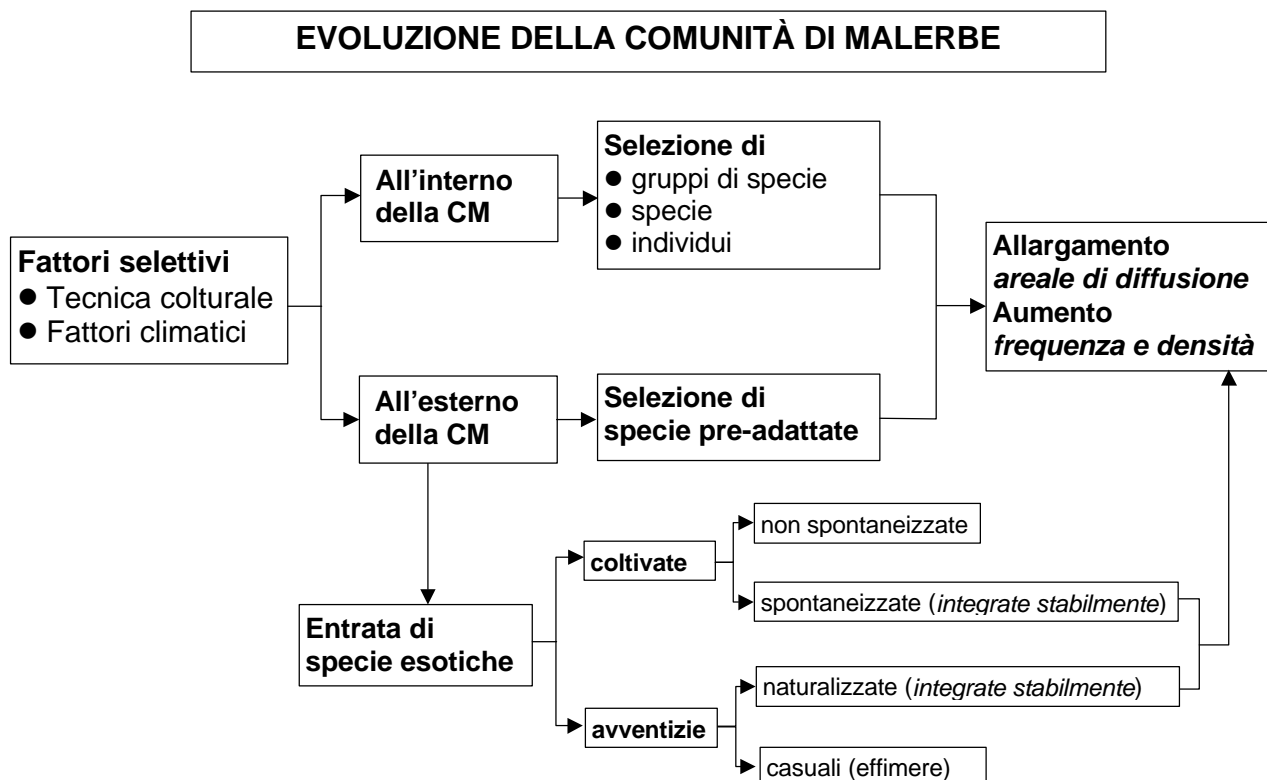 EVOLUZIONE DELLA COMUNITÀ DI MALERBE
Fattori selettivi
● Tecnica colturale
● Fattori climatici
All’interno
della CM
Selezione di
● gruppi di specie
● specie
● individui
All’esterno
della CM
Selezione di
specie pre-adattate
Allargamento
areale di diffusione
Aumento
frequenza e densità
Entrata di
specie esotiche
coltivate
non spontaneizzate
spontaneizzate (integrate stabilmente)
avventizie
naturalizzate (integrate stabilmente)
casuali (effimere)